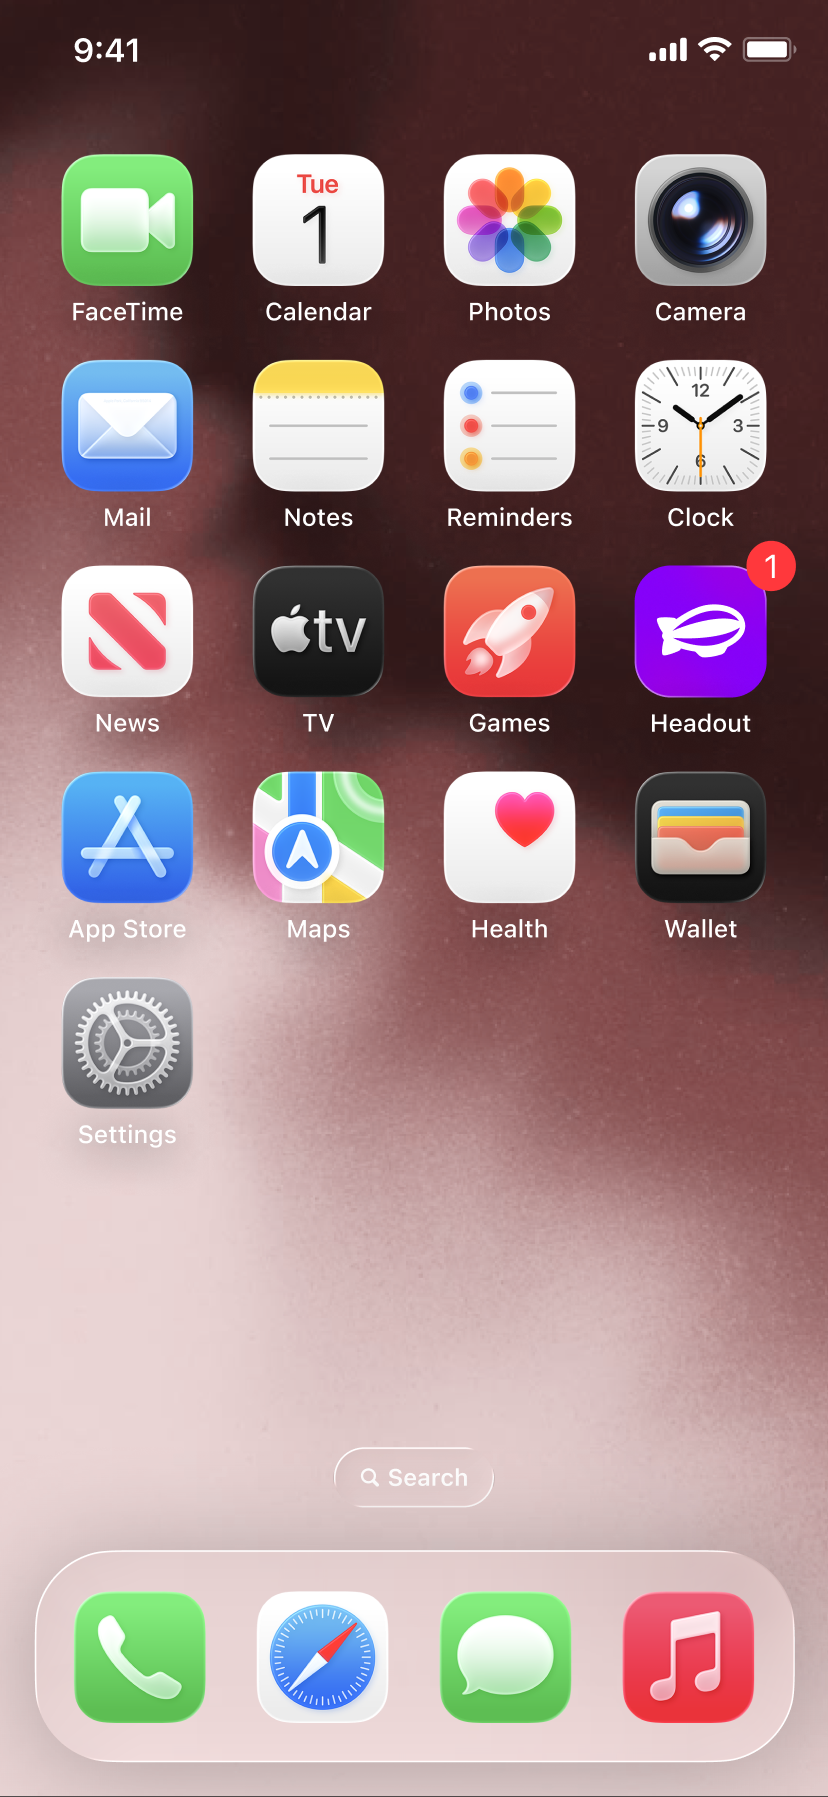 9:41
Tue
1
FaceTime
Calendar
Photos
Camera
12
9
3
6
Mail
Notes
Reminders
Clock
1
tv
News
TV
Games
Headout
App Store
Maps
Health
Wallet
Settings
Search